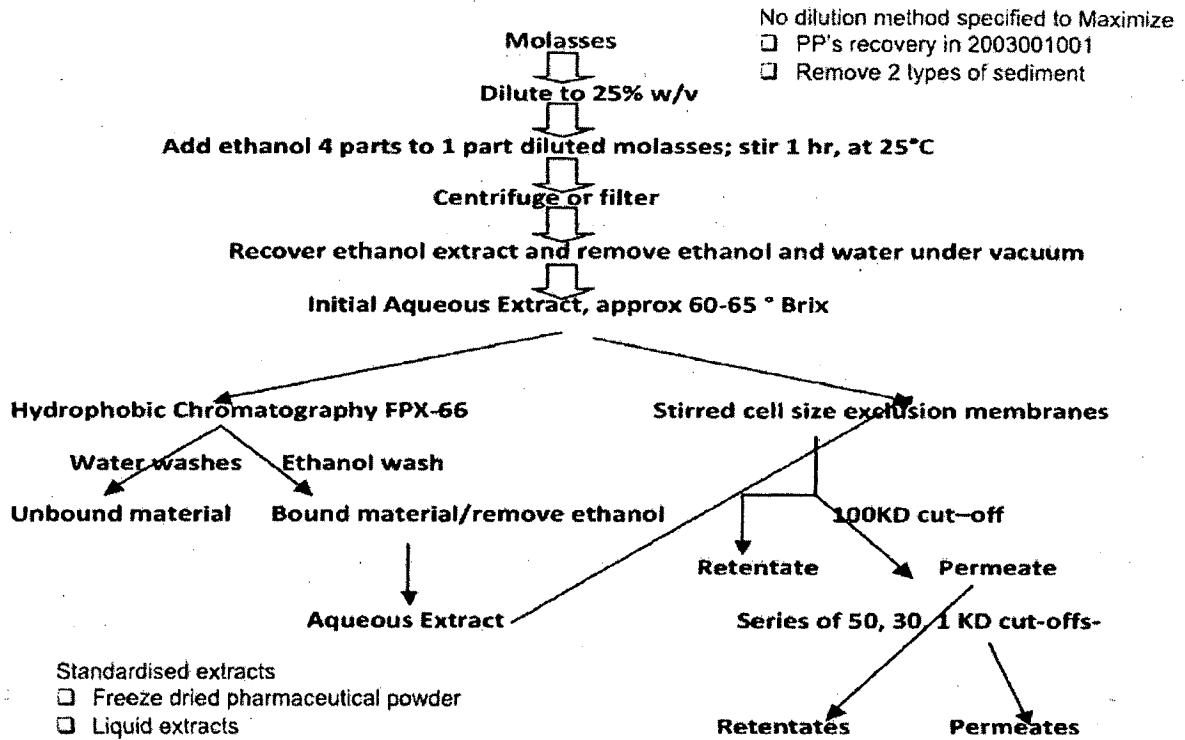 No dilution method specified to Maximize
❑ PP's recovery in 2003001001
❑ Remove 2 types of sediment
Molasses
Dilute to 25% w/v
Add ethanol 4 parts to 1 part diluted molasses; stir 1 hr, at 25°C
Centrifuge or filter
Recover ethanol extract and remove ethanol and water under vacuum
Initial Aqueous Extract, approx 60-65 ° Brix
Hydrophobic Chromatography FPX-66
Stirred cell size exclusion membranes
Water washes
Ethanol wash
Unbound material
Bound material/remove ethanol
100KD cut–off
Retentate
Permeate
Aqueous Extract
Series of 50, 30, 1 KD cut-offs-
Standardised extracts
❑ Freeze dried pharmaceutical powder
❑ Liquid extracts
Retentates
Permeates